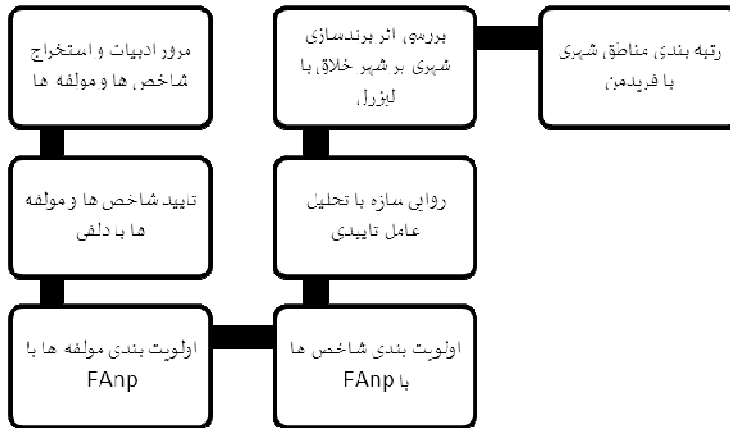 مرور ادبیات و استخراج
شاخص ها و مولفه ها
تایید شاخص ها و مولفه
ها با دلفی
اولویت بندی مولفه ها با
FAnp
اولویت بندی شاخص ها
با FAnp
روایی سازه با تحلیل
عامل تاییدی
بررسی اثر برندسازی
شهری بر شهر خلاق با
لیزرل
رتبه بندی مناطق شهری
با فریدمن